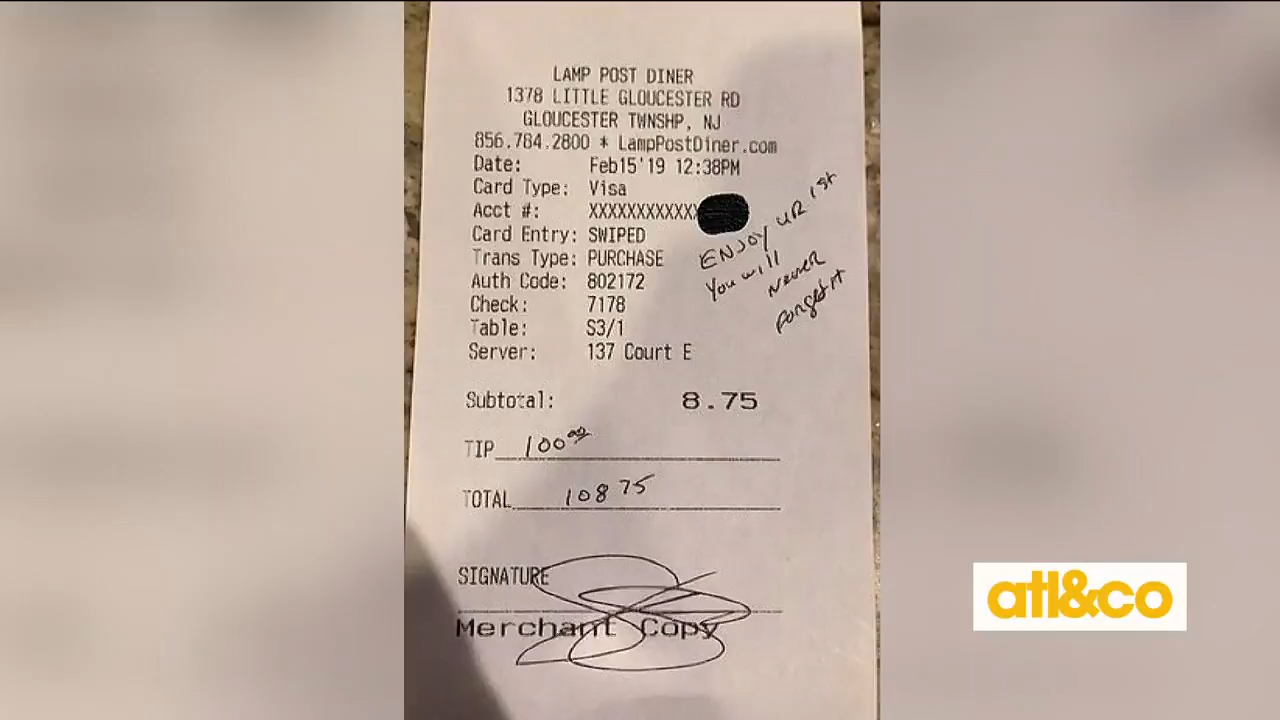 LAMP POST DINER
1378 LITTLE GLOUCESTER RD
GLOUCESTER TWNSHP, NJ
856.784.2800 * LampPostDiner.com
Date: Feb15'19 12:38PM
Card Type: Visa
Acct #: XXXXXXXXXXXX
Card Entry: SWIPED
Trans Type: PURCHASE
Auth Code: 802172
Check: 7178
Table: S3/1
Server: 137 Court E
ENJOY UR 1ST
You will
Never
Forget It
Subtotal: 8.75
TIP 100.00
TOTAL 108 75
SIGNATURE
Merchant Copy
atl&co